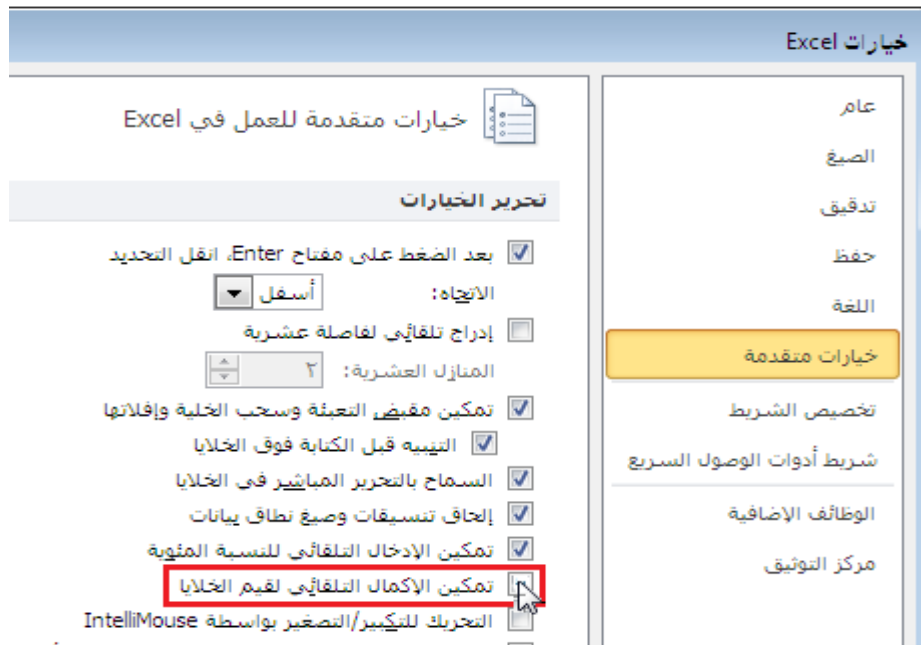 خيارات Excel
عام
الصيغ
تدقيق
حفظ
اللغة
خيارات متقدمة
تخصيص الشريط
شريط أدوات الوصول السريع
الوظائف الإضافية
مركز التوثيق
خيارات متقدمة للعمل في Excel
تحرير الخيارات
بعد الضغط على مفتاح Enter، انقل التحديد
الاتجاه: أسفل
إدراج تلقائي لفاصلة عشرية
المنازل العشرية: ٢
تمكين مقبض التعبئة وسحب الخلية وإفلاتها
التنبيه قبل الكتابة فوق الخلايا
السماح بالتحرير المباشر في الخلايا
إلحاق تنسيقات وصيغ نطاق بيانات
تمكين الإدخال التلقائي للنسبة المئوية
تمكين الإكمال التلقائي لقيم الخلايا
التحريك للتكبير/التصغير بواسطة IntelliMouse